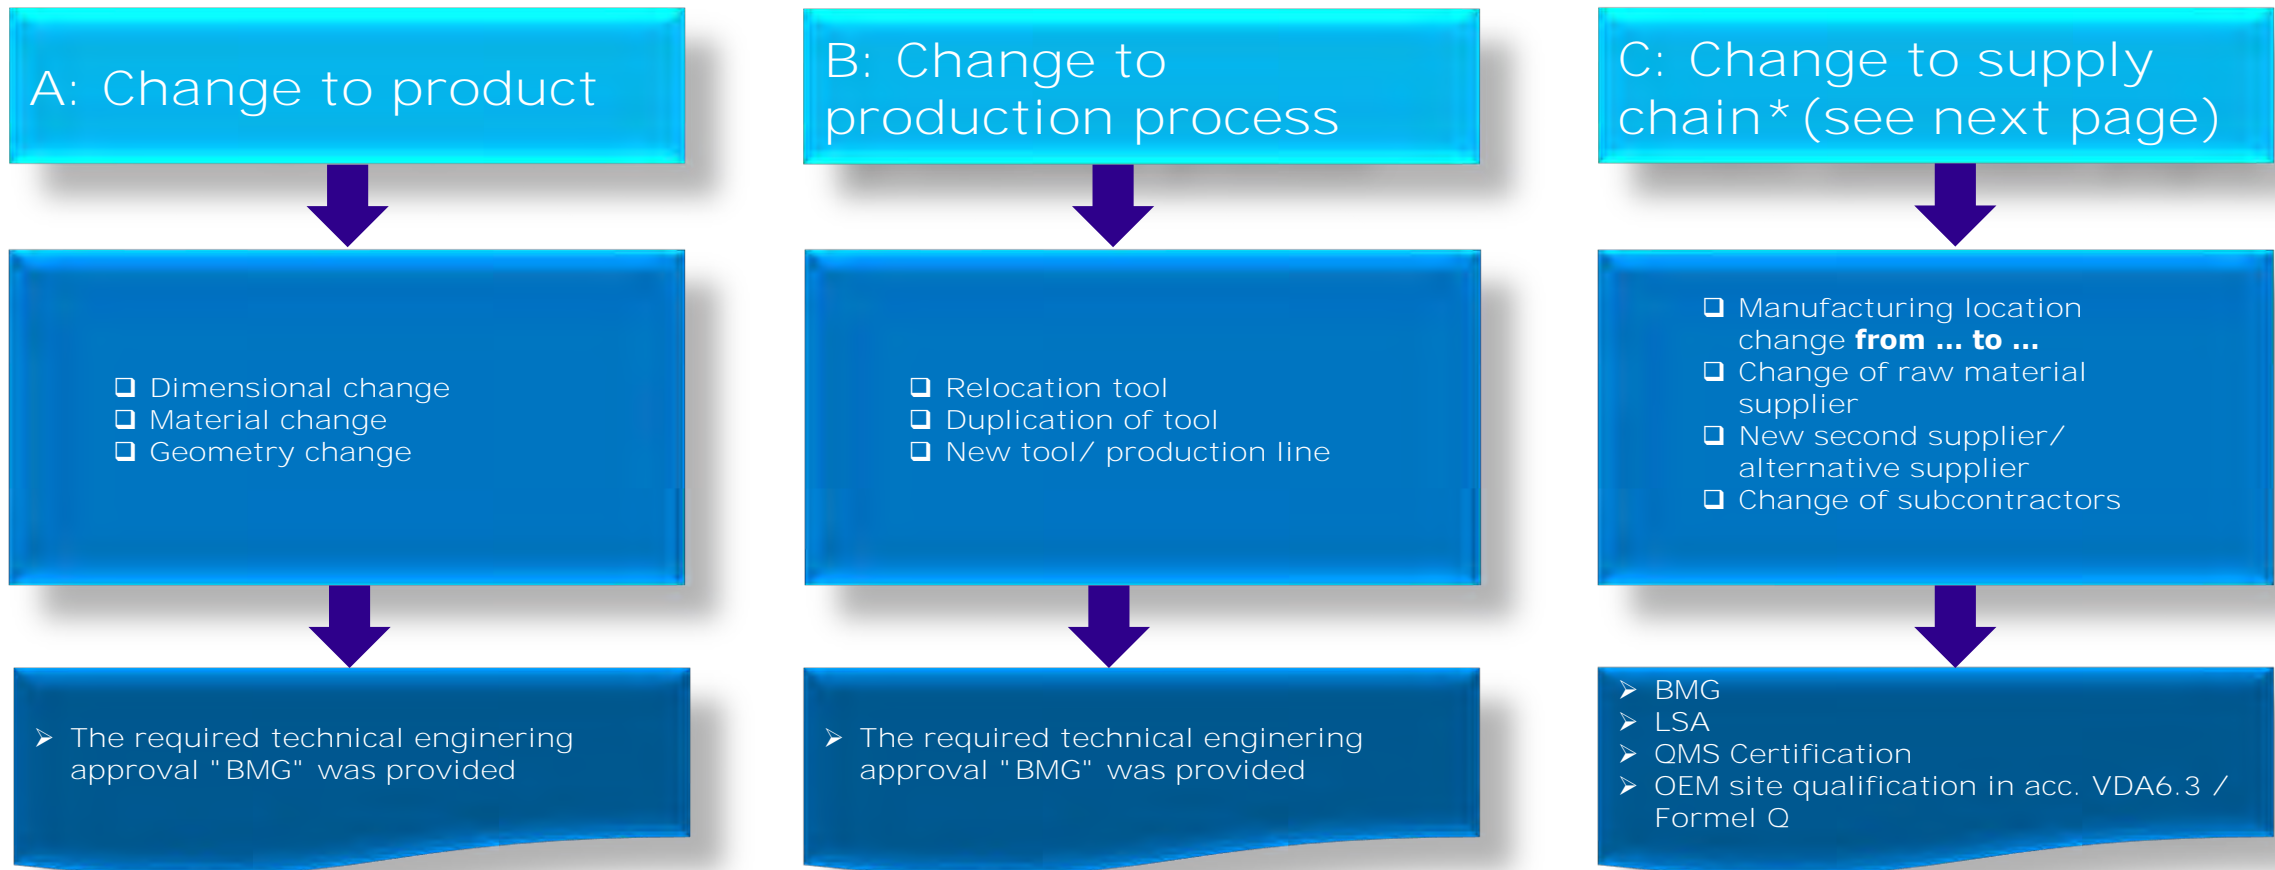 A: Change to product
❑ Dimensional change
❑ Material change
❑ Geometry change
➢ The required technical enginering
approval "BMG" was provided
B: Change to
production process
❑ Relocation tool
❑ Duplication of tool
❑ New tool/ production line
➢ The required technical enginering
approval "BMG" was provided
C: Change to supply
chain* (see next page)
❑ Manufacturing location
change from ... to ...
❑ Change of raw material
supplier
❑ New second supplier/
alternative supplier
❑ Change of subcontractors
➢ BMG
➢ LSA
➢ QMS Certification
➢ OEM site qualification in acc. VDA6.3 /
Formel Q